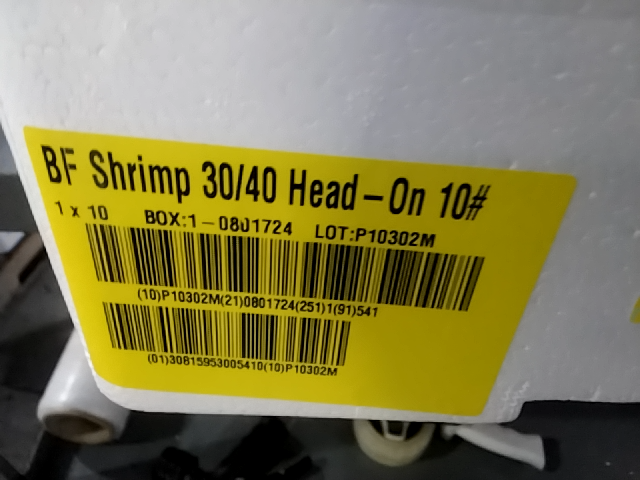 BF Shrimp 30/40 Head-On 10#
1 x 10 BOX:1-0801724 LOT:P10302M
(10)P10302M(21)0801724(251)1(91)541
(01)30815953005410(10)P10302M